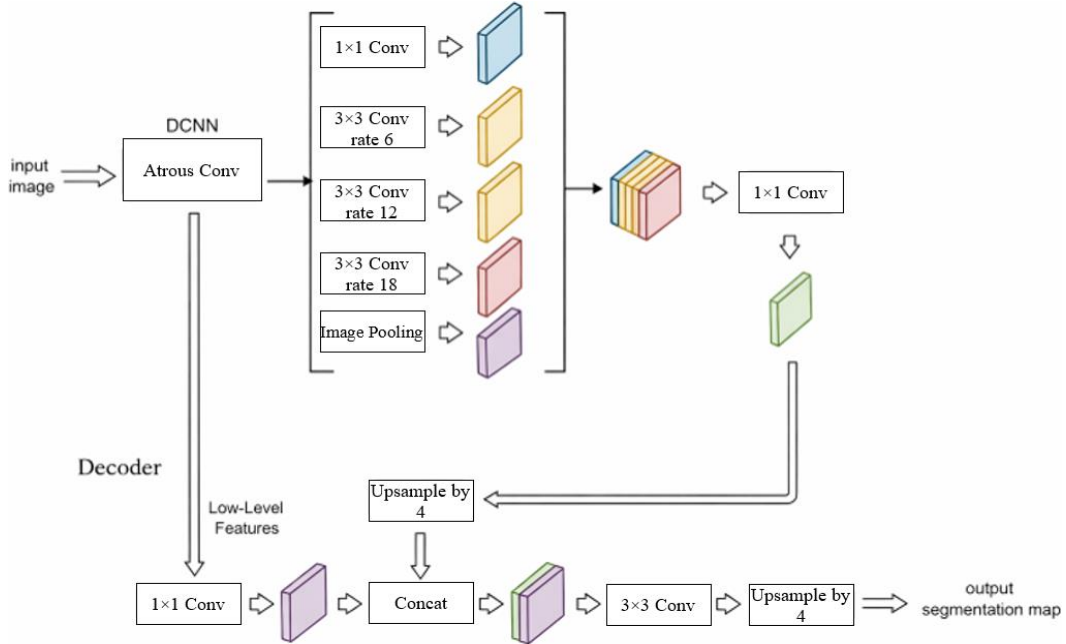 1×1 Conv
3×3 Conv
rate 6
DCNN
Atrous Conv
input
image
3×3 Conv
rate 12
1×1 Conv
3×3 Conv
rate 18
Image Pooling
Decoder
Low-Level
Features
Upsample by
4
1×1 Conv
Concat
3×3 Conv
Upsample by
4
output
segmentation map